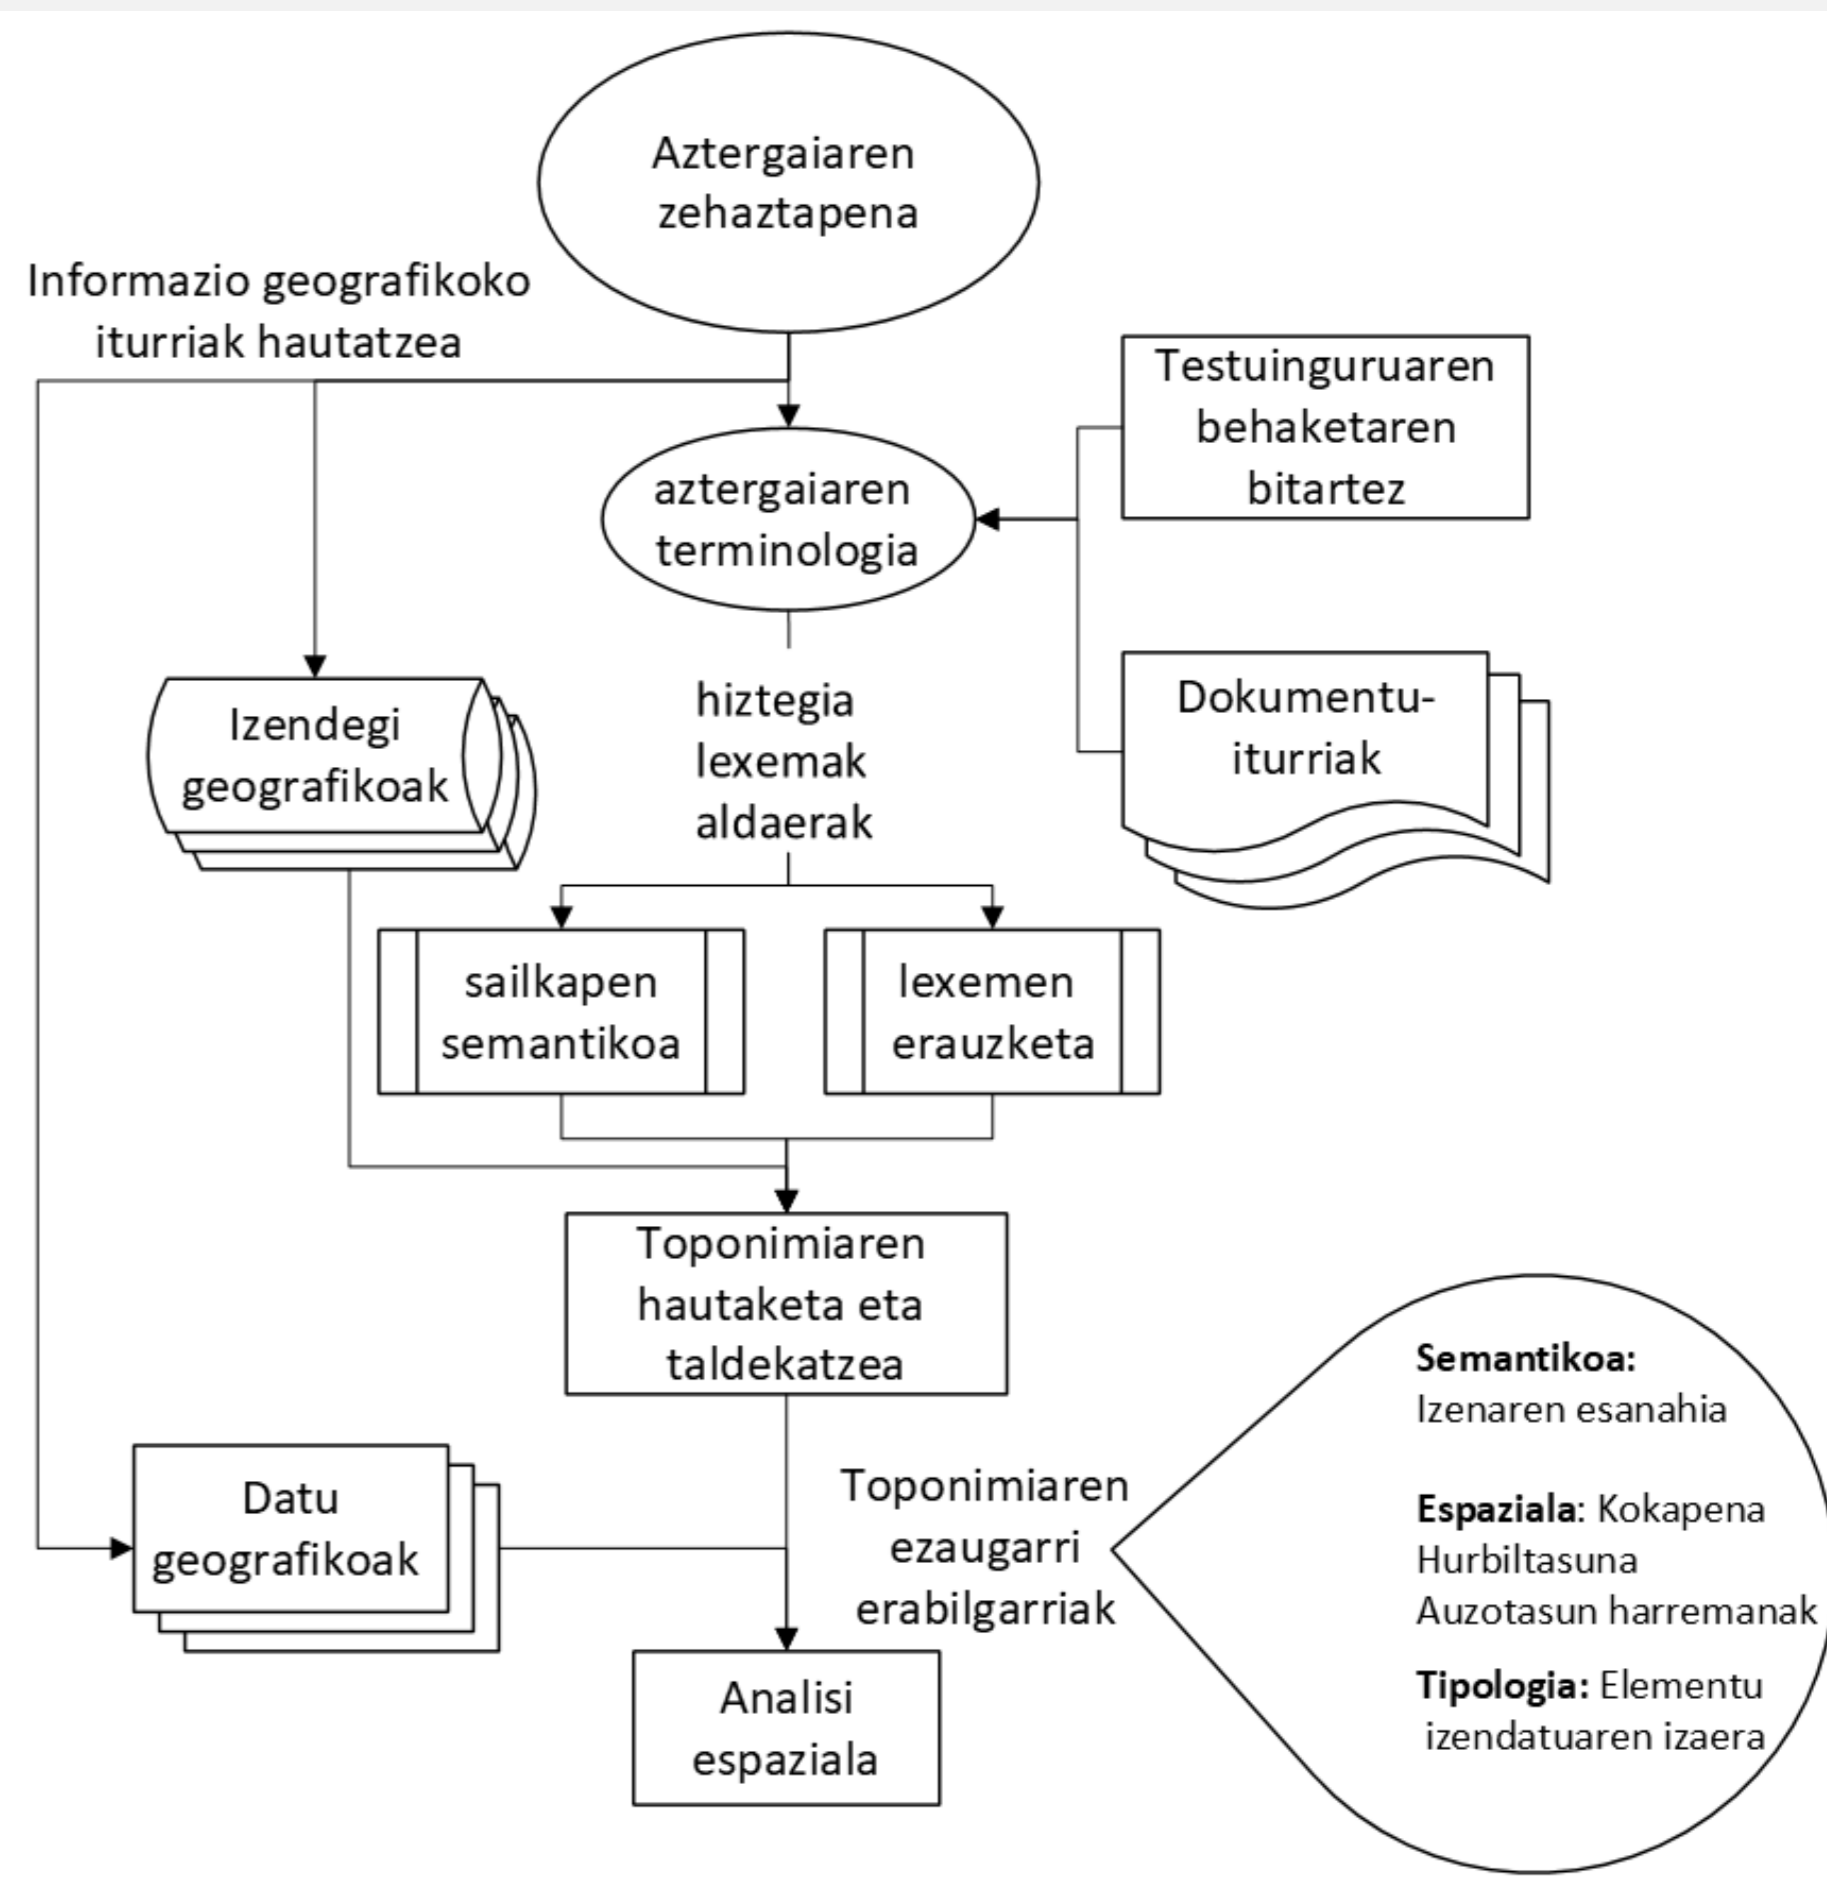 Aztergaiaren
zehaztapena
Informazio geografikoko
iturriak hautatzea
Testuinguruaren
behaketaren
bitartez
aztergaiaren
terminologia
Dokumentu-
iturriak
Izendegi
geografikoak
hiztegia
lexemak
aldaerak
sailkapen
semantikoa
lexemen
erauzketa
Toponimiaren
hautaketa eta
taldekatzea
Datu
geografikoak
Toponimiaren
ezaugarri
erabilgarriak
Semantikoa:
Izenaren esanahia
Espaziala: Kokapena
Hurbiltasuna
Auzotasun harremanak
Tipologia: Elementu
izendatuaren izaera
Analisi
espaziala